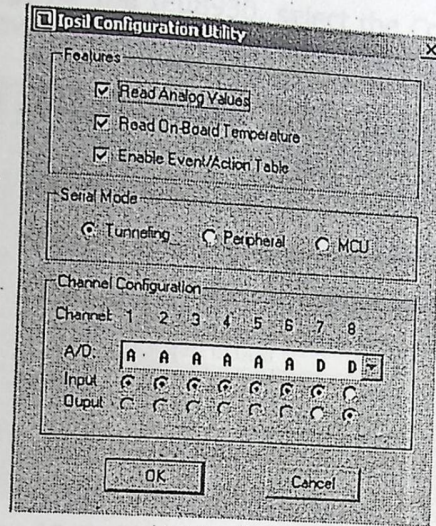 Ipsil Configuration Utility
Features
Read Analog Values
Read On-Board Temperature
Enable Event/Action Table
Serial Mode
Tunneling Peripheral MCU
Channel Configuration
Channel: 1 2 3 4 5 6 7 8
A/D: A A A A A A D D
Input
Ouput
OK Cancel